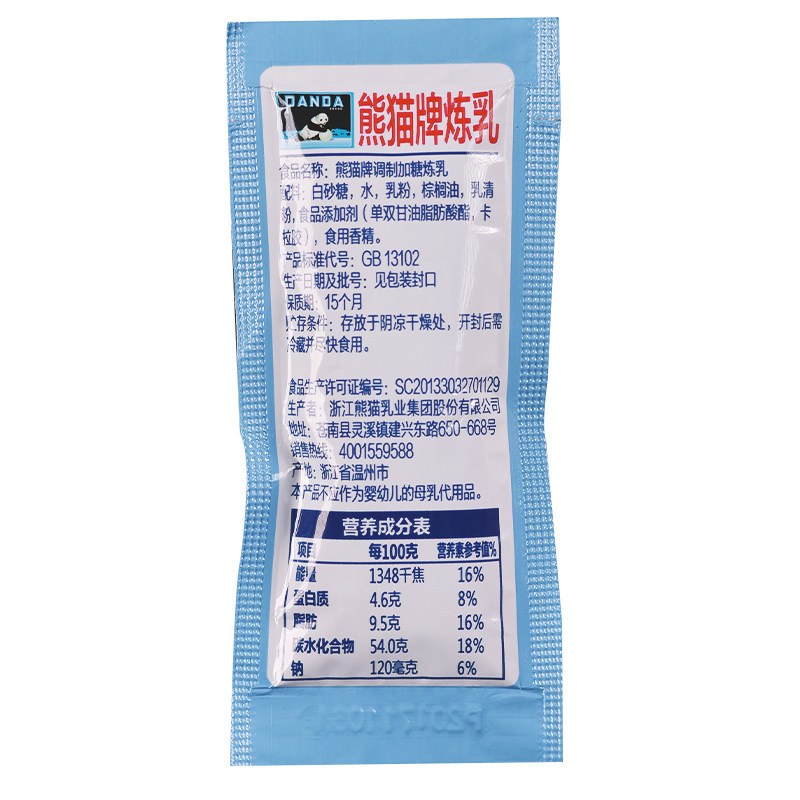 PANDA
熊猫牌炼乳
食品名称：熊猫牌调制加糖炼乳
配料：白砂糖，水，乳粉，棕榈油，乳清
粉，食品添加剂（单双甘油脂肪酸酯，卡
拉胶），食用香精。
产品标准代号：GB 13102
生产日期及批号：见包装封口
保质期：15个月
贮存条件：存放于阴凉干燥处，开封后需
冷藏并尽快食用。
食品生产许可证编号：SC20133032701129
生产者：浙江熊猫乳业集团股份有限公司
地址：苍南县灵溪镇建兴东路650-668号
销售热线：4001559588
产地：浙江省温州市
本产品不应作为婴幼儿的母乳代用品。
营养成分表
项目 每100克 营养素参考值%
能量 1348千焦 16%
蛋白质 4.6克 8%
脂肪 9.5克 16%
碳水化合物 54.0克 18%
钠 120毫克 6%